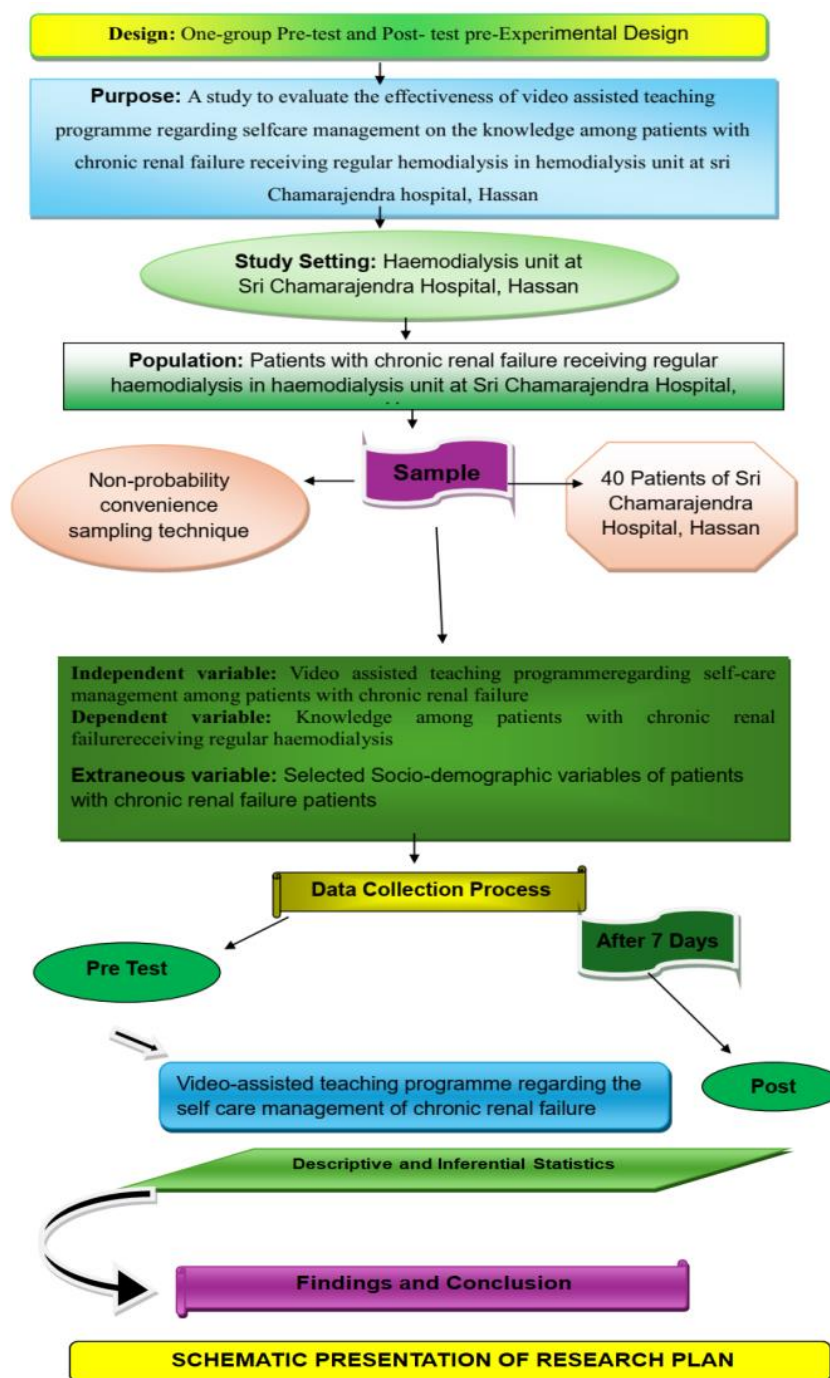 Design: One-group Pre-test and Post- test pre-Experimental Design
Purpose: A study to evaluate the effectiveness of video assisted teaching
programme regarding selfcare management on the knowledge among patients with
chronic renal failure receiving regular hemodialysis in hemodialysis unit at sri
Chamarajendra hospital, Hassan
Study Setting: Haemodialysis unit at
Sri Chamarajendra Hospital, Hassan
Population: Patients with chronic renal failure receiving regular
haemodialysis in haemodialysis unit at Sri Chamarajendra Hospital,
Sample
Non-probability
convenience
sampling technique
40 Patients of Sri
Chamarajendra
Hospital, Hassan
Independent variable: Video assisted teaching programmeregarding self-care
management among patients with chronic renal failure
Dependent variable: Knowledge among patients with chronic renal
failurereceiving regular haemodialysis
Extraneous variable: Selected Socio-demographic variables of patients
with chronic renal failure patients
Data Collection Process
After 7 Days
Pre Test
Video-assisted teaching programme regarding the
self care management of chronic renal failure
Post
Descriptive and Inferential Statistics
Findings and Conclusion
SCHEMATIC PRESENTATION OF RESEARCH PLAN